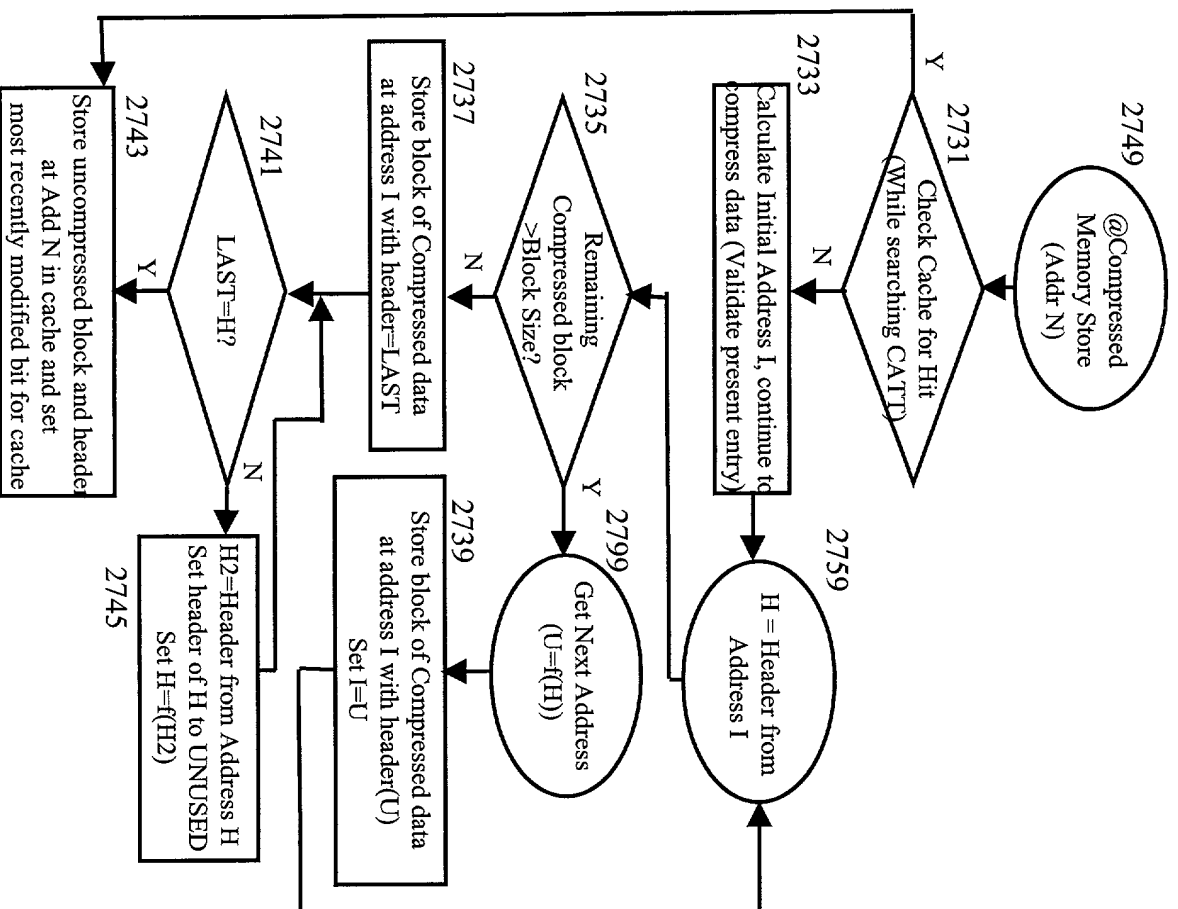 2749
@Compressed
Memory Store
(Addr N)
2731
Check Cache for Hit
(While searching CATT)
Y
N
2733
Calculate Initial Address I, continue to
compress data (Validate present entry)
2759
H = Header from
Address I
2735
Remaining
Compressed block
>Block Size?
Y
N
2799
Get Next Address
(U=f(H))
2737
Store block of Compressed data
at address I with header=LAST
2739
Store block of Compressed data
at address I with header(U)
Set I=U
2741
LAST=H?
N
Y
H2=Header from Address H
Set header of H to UNUSED
Set H=f(H2)
2745
2743
Store uncompressed block and header
at Add N in cache and set
most recently modified bit for cache